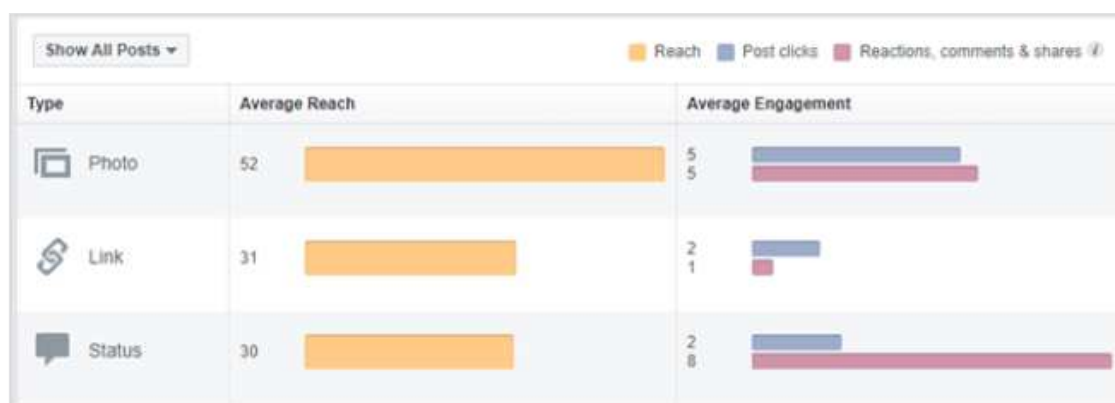 Show All Posts
Reach Post clicks Reactions, comments & shares i
Type Average Reach Average Engagement
Photo 52 5
5
Link 31 2
1
Status 30 2
8